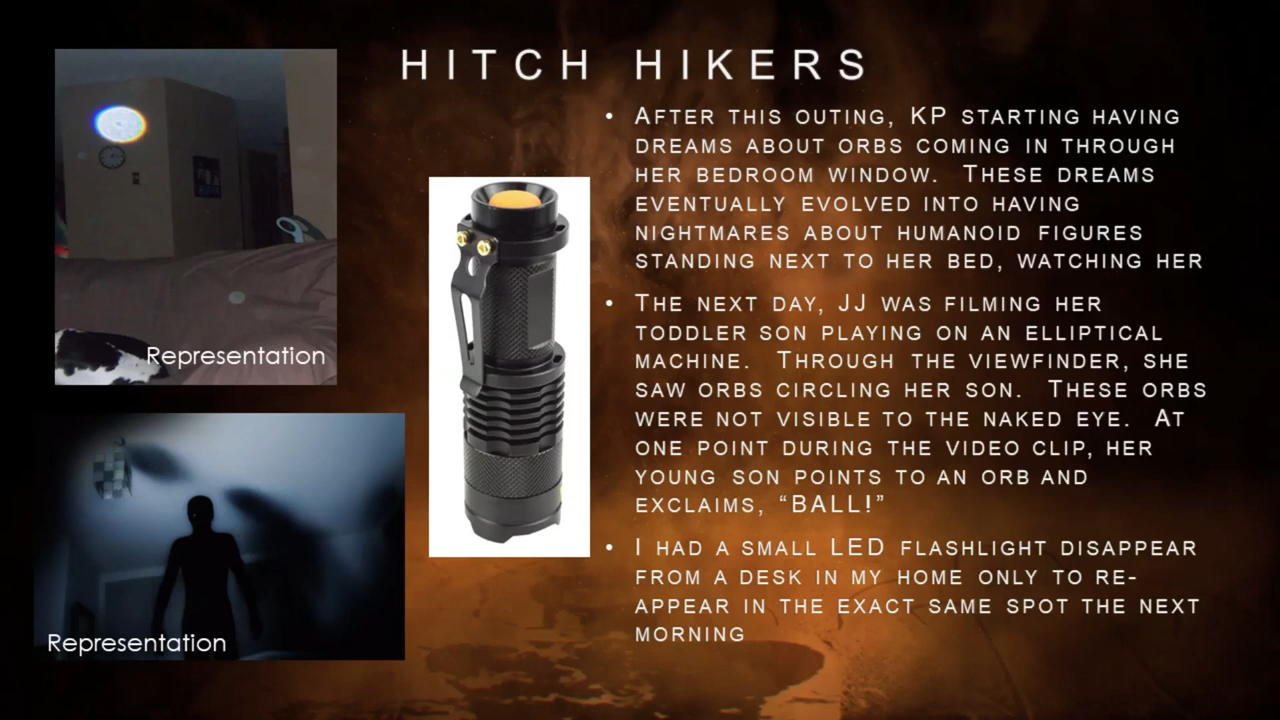 HITCH HIKERS
• AFTER THIS OUTING, KP STARTING HAVING
DREAMS ABOUT ORBS COMING IN THROUGH
HER BEDROOM WINDOW. THESE DREAMS
EVENTUALLY EVOLVED INTO HAVING
NIGHTMARES ABOUT HUMANOID FIGURES
STANDING NEXT TO HER BED, WATCHING HER
• THE NEXT DAY, JJ WAS FILMING HER
TODDLER SON PLAYING ON AN ELLIPTICAL
MACHINE. THROUGH THE VIEWFINDER, SHE
SAW ORBS CIRCLING HER SON. THESE ORBS
WERE NOT VISIBLE TO THE NAKED EYE. AT
ONE POINT DURING THE VIDEO CLIP, HER
YOUNG SON POINTS TO AN ORB AND
EXCLAIMS, “BALL!”
• I HAD A SMALL LED FLASHLIGHT DISAPPEAR
FROM A DESK IN MY HOME ONLY TO RE-
APPEAR IN THE EXACT SAME SPOT THE NEXT
MORNING
Representation
Representation